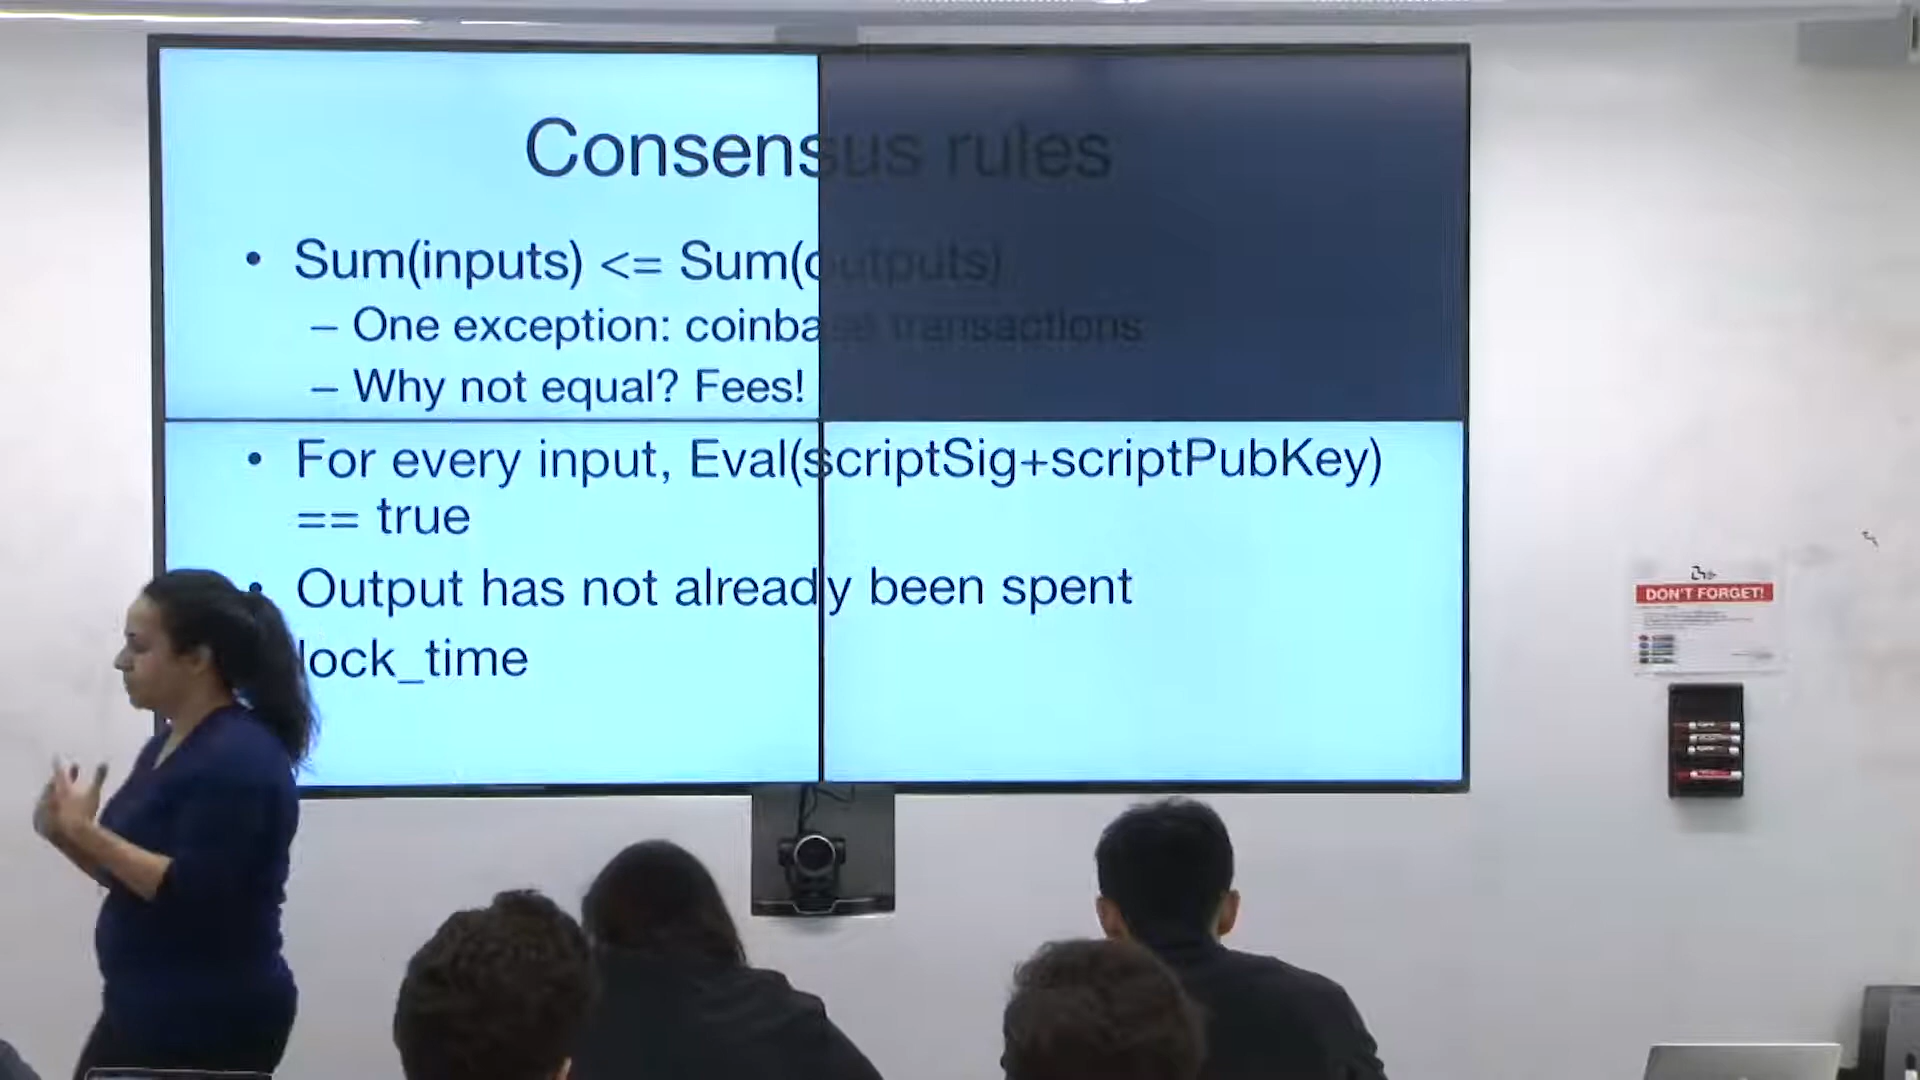 Consensus rules
• Sum(inputs) <= Sum(outputs)
– One exception: coinbase transactions
– Why not equal? Fees!
• For every input, Eval(scriptSig+scriptPubKey)
== true
• Output has not already been spent
lock_time
DON'T FORGET!